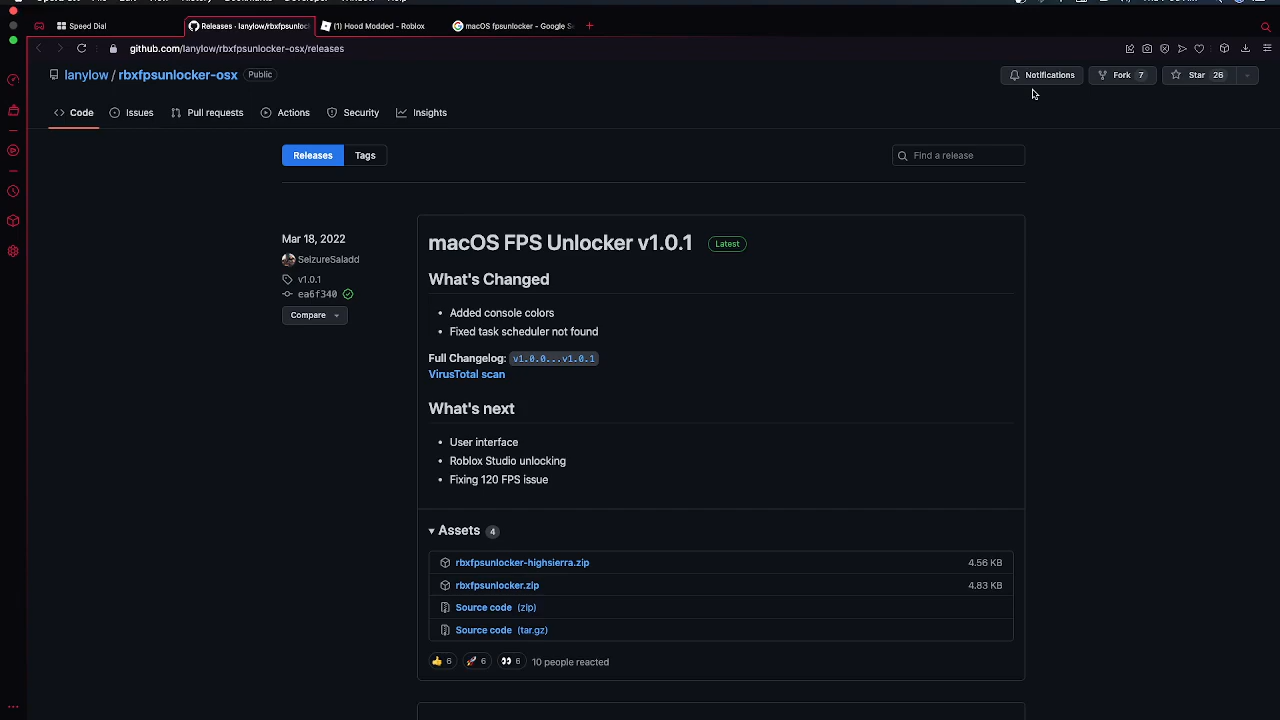 Speed Dial
Releases · lanylow/rbxfpsunlock
(1) Hood Modded - Roblox
macOS fpsunlocker - Google S
github.com/lanylow/rbxfpsunlocker-osx/releases
lanylow / rbxfpsunlocker-osx Public
Notifications
Fork 7
Star 26
Code
Issues
Pull requests
Actions
Security
Insights
Releases
Tags
Find a release
Mar 18, 2022
SeizureSaladd
v1.0.1
ea6f340
Compare
macOS FPS Unlocker v1.0.1 Latest
What's Changed
• Added console colors
• Fixed task scheduler not found
Full Changelog: v1.0.0...v1.0.1
VirusTotal scan
What's next
• User interface
• Roblox Studio unlocking
• Fixing 120 FPS issue
Assets 4
rbxfpsunlocker-highsierra.zip 4.56 KB
rbxfpsunlocker.zip 4.83 KB
Source code (zip)
Source code (tar.gz)
6 6 6 10 people reacted